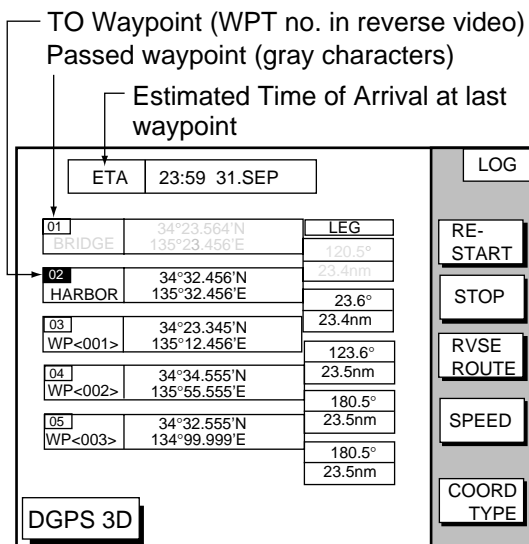 TO Waypoint (WPT no. in reverse video)
Passed waypoint (gray characters)
Estimated Time of Arrival at last
waypoint
ETA 23:59 31.SEP
LOG
01 34°23.564'N LEG
BRIDGE 135°23.456'E 120.5°
23.4nm
02 34°32.456'N
HARBOR 135°32.456'E 23.6°
23.4nm
03 34°23.345'N
WP<001> 135°12.456'E 123.6°
23.5nm
04 34°34.555'N
WP<002> 135°55.555'E 180.5°
23.5nm
05 34°32.555'N
WP<003> 134°99.999'E 180.5°
23.5nm
RE-
START
STOP
RVSE
ROUTE
SPEED
COORD
TYPE
DGPS 3D